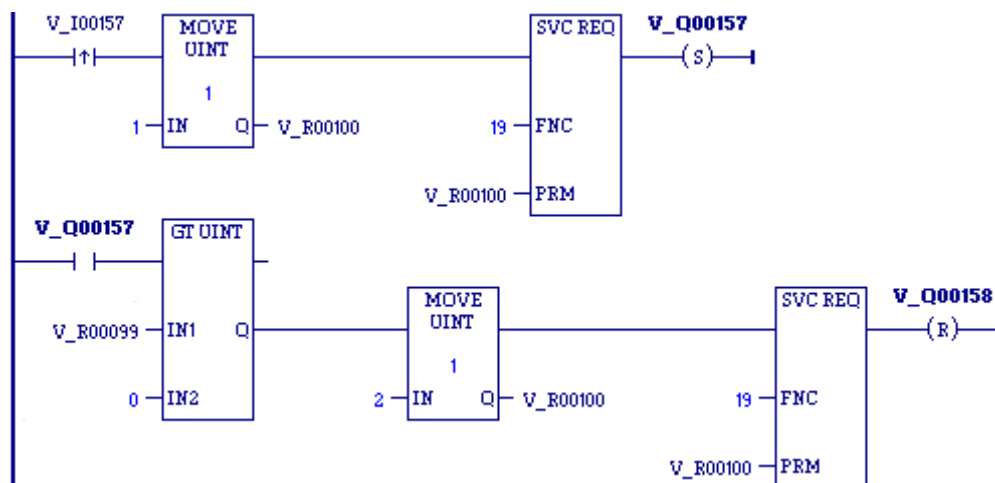 V_I00157
MOVE
UINT
1
1 IN Q V_R00100
SVC REQ
19 FNC
V_R00100 PRM
V_Q00157
S
V_Q00157
GT UINT
V_R00099 IN1 Q
0 IN2
MOVE
UINT
1
2 IN Q V_R00100
SVC REQ
19 FNC
V_R00100 PRM
V_Q00158
R